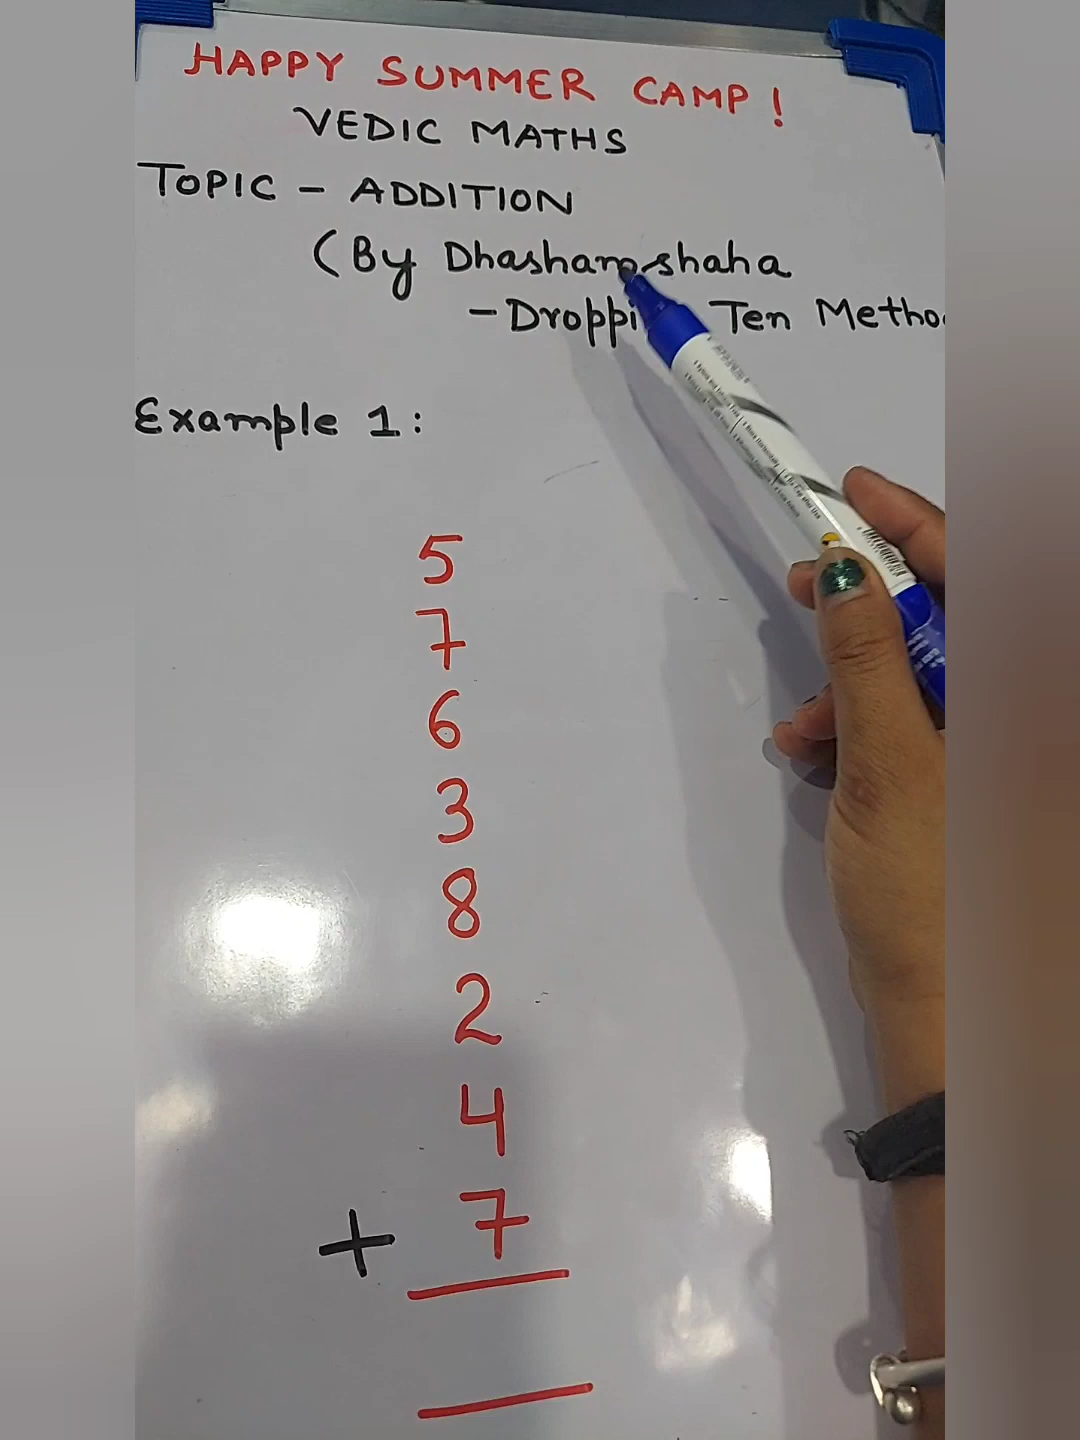 HAPPY SUMMER CAMP!
VEDIC MATHS
TOPIC - ADDITION
(By Dhashamshaha
Ten Metho
Example 1:
5
7
6
3
8
2
4
+ 7